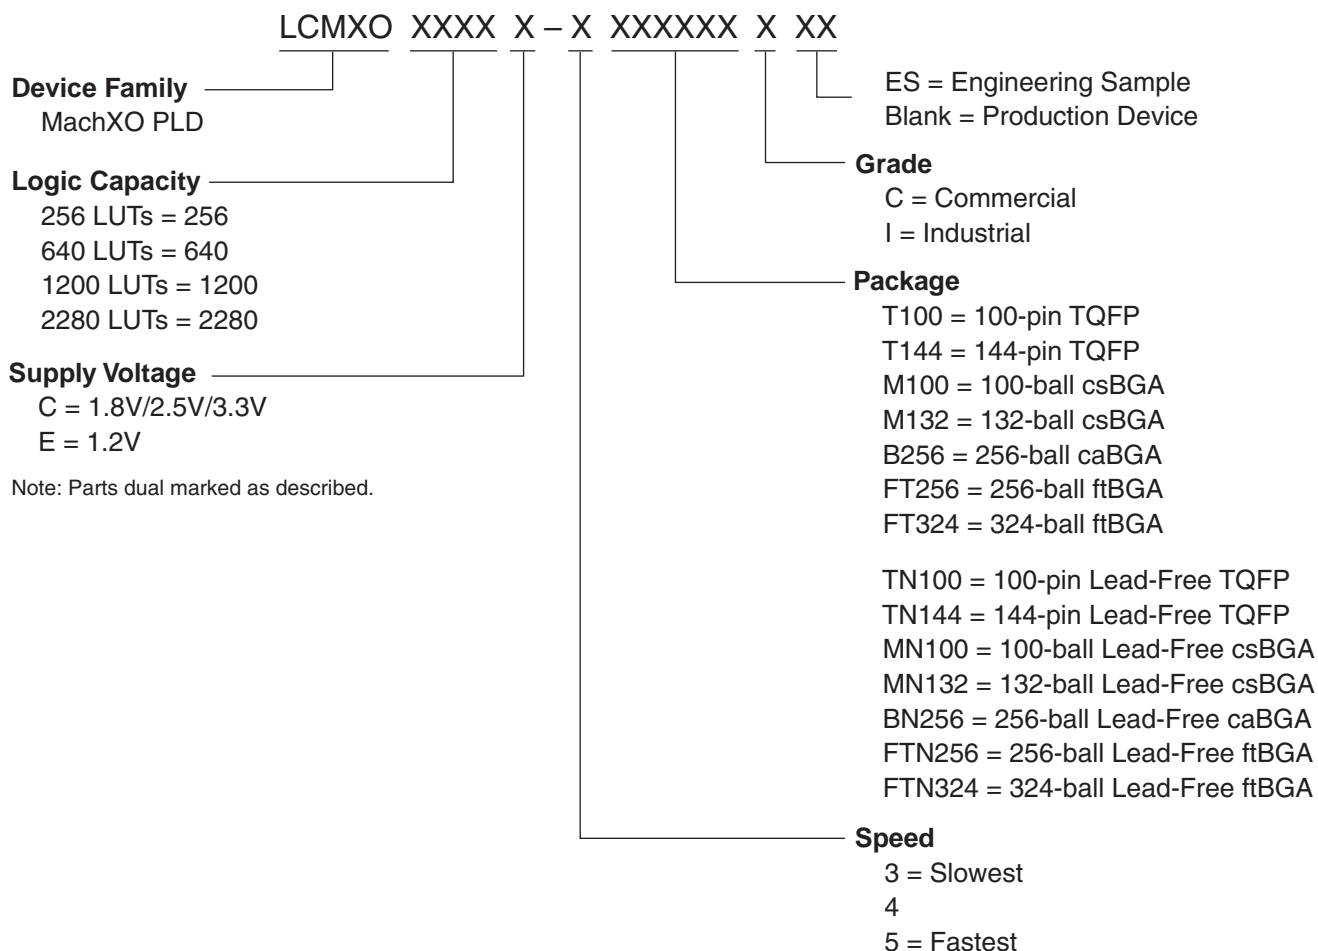 LCMXO XXXX X – X XXXXXX X XX
Device Family
MachXO PLD
Logic Capacity
256 LUTs = 256
640 LUTs = 640
1200 LUTs = 1200
2280 LUTs = 2280
Supply Voltage
C = 1.8V/2.5V/3.3V
E = 1.2V
Note: Parts dual marked as described.
ES = Engineering Sample
Blank = Production Device
Grade
C = Commercial
I = Industrial
Package
T100 = 100-pin TQFP
T144 = 144-pin TQFP
M100 = 100-ball csBGA
M132 = 132-ball csBGA
B256 = 256-ball caBGA
FT256 = 256-ball ftBGA
FT324 = 324-ball ftBGA
TN100 = 100-pin Lead-Free TQFP
TN144 = 144-pin Lead-Free TQFP
MN100 = 100-ball Lead-Free csBGA
MN132 = 132-ball Lead-Free csBGA
BN256 = 256-ball Lead-Free caBGA
FTN256 = 256-ball Lead-Free ftBGA
FTN324 = 324-ball Lead-Free ftBGA
Speed
3 = Slowest
4
5 = Fastest